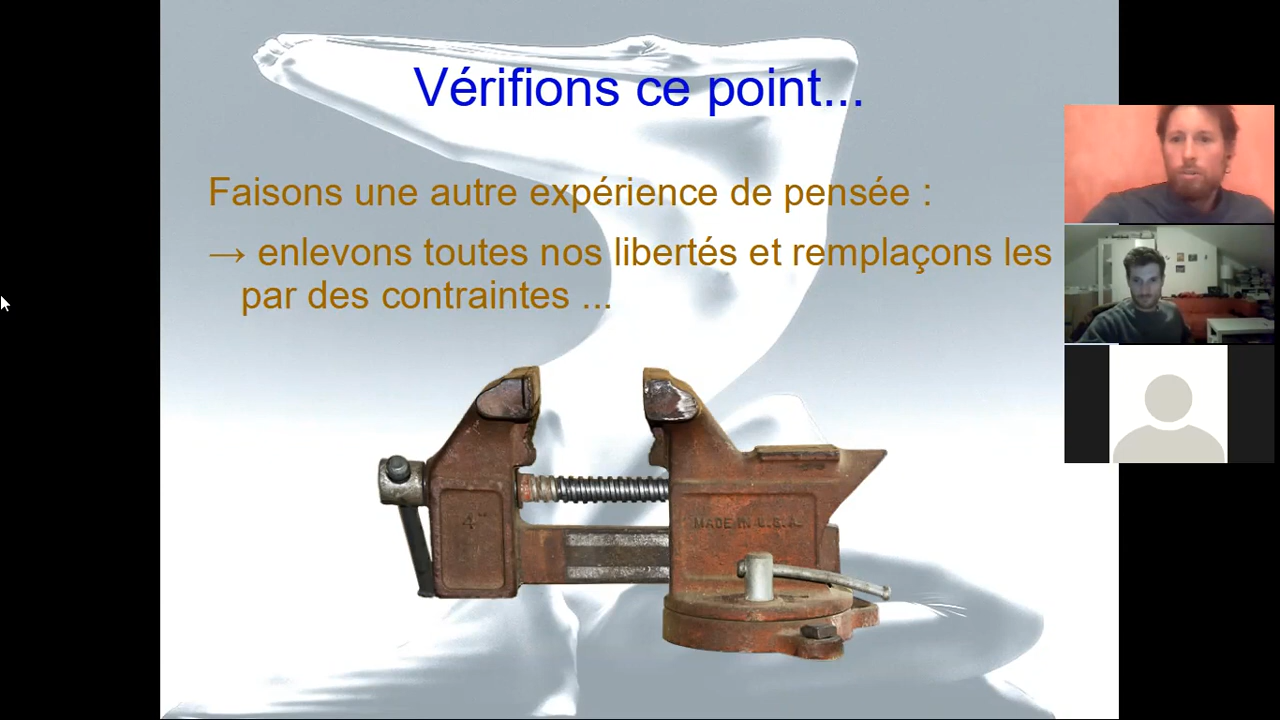 Vérifions ce point...
Faisons une autre expérience de pensée :
→ enlevons toutes nos libertés et remplaçons les
par des contraintes ...
4"
MADE IN U.S.A.